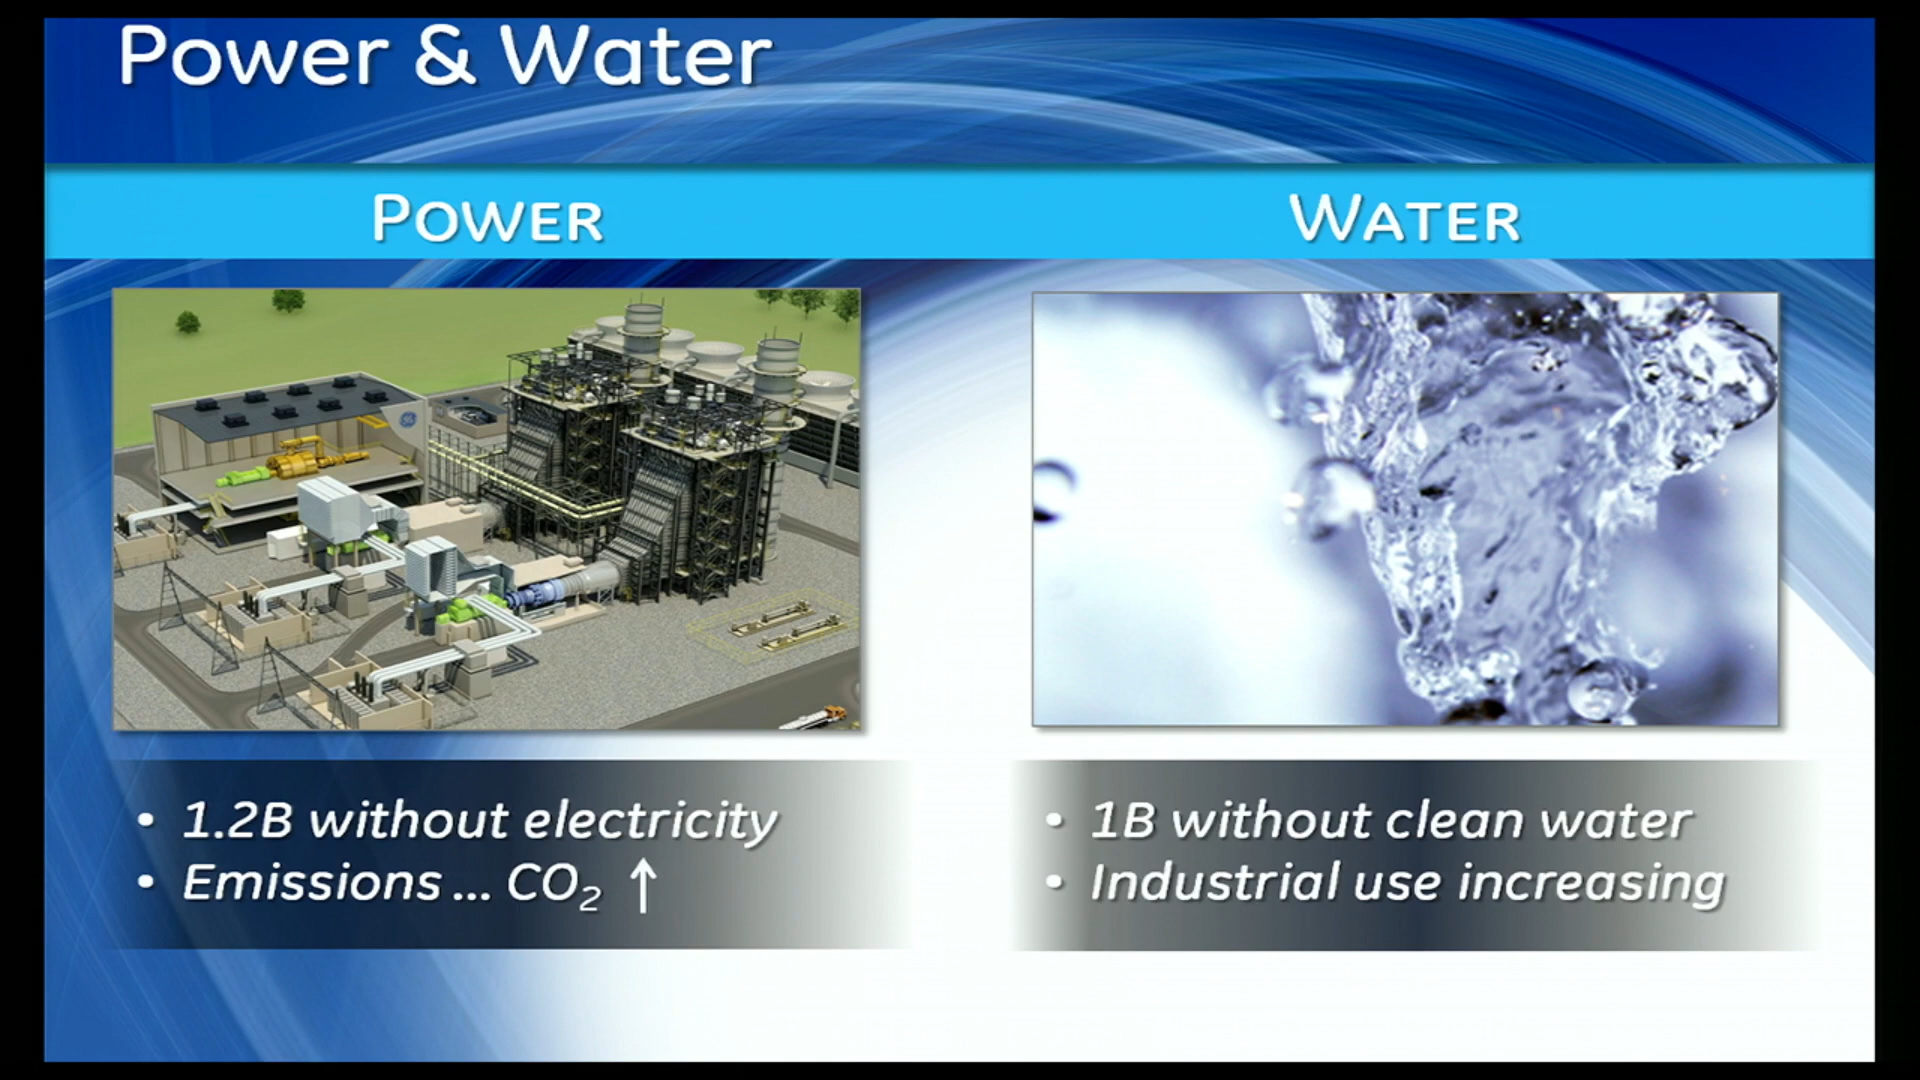 Power & Water
POWER
WATER
• 1.2B without electricity
• Emissions ... CO₂ ↑
• 1B without clean water
• Industrial use increasing